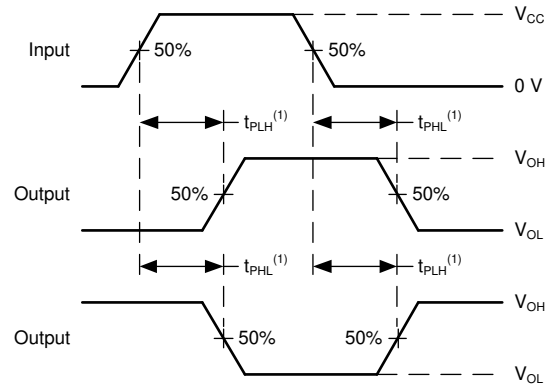 V_CC
Input 50% 50%
0 V
t_PLH^(1) t_PHL^(1)
V_OH
Output 50% 50%
V_OL
t_PHL^(1) t_PLH^(1)
V_OH
Output 50% 50%
V_OL